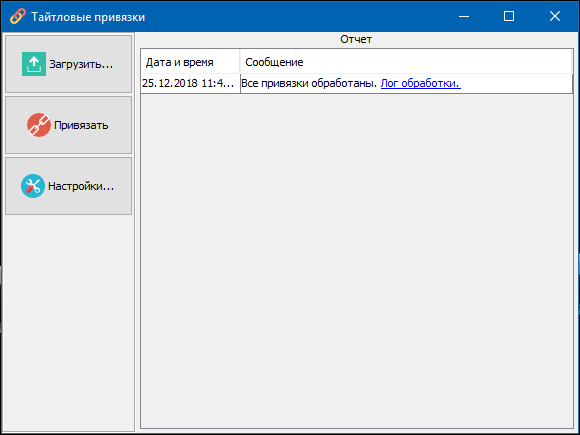 Тайтловые привязки
Загрузить...
Привязать
Настройки...
Отчет
Дата и время Сообщение
25.12.2018 11:4... Все привязки обработаны. Лог обработки.